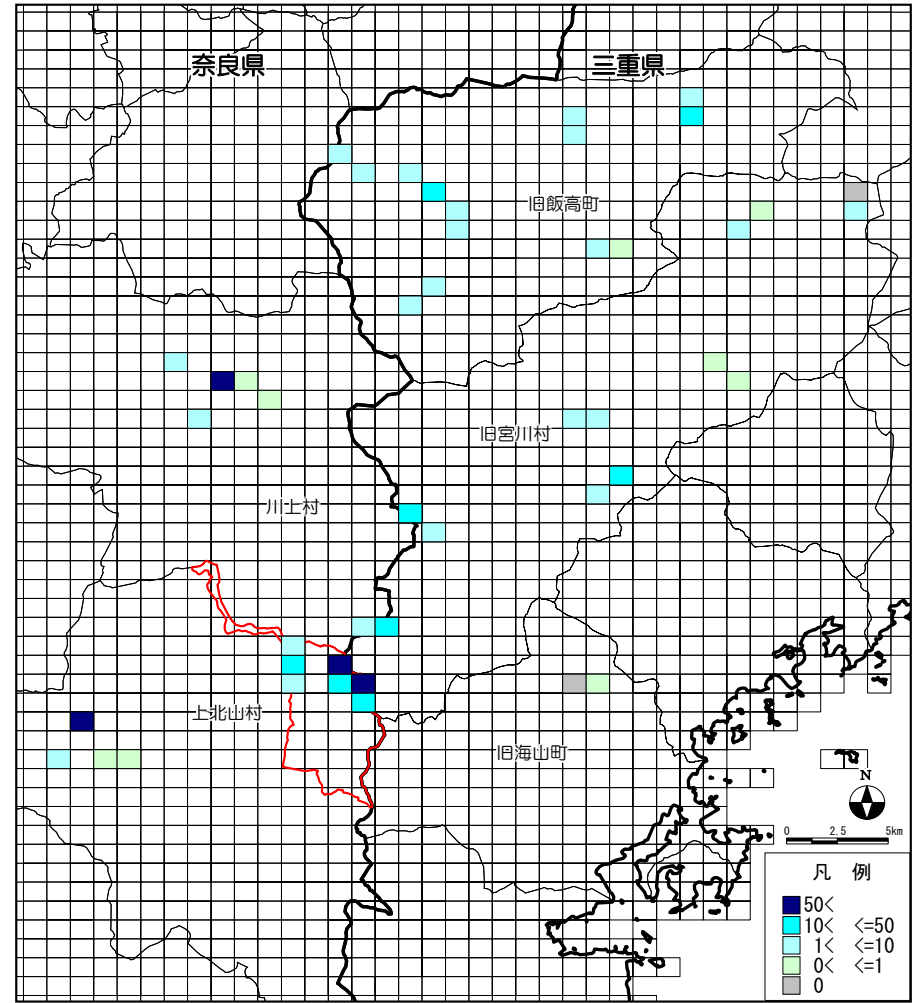 奈良県
三重県
旧飯高町
旧宮川村
川上村
上北山村
旧海山町
N
0 2.5 5km
凡 例
50<
10< <=50
1< <=10
0< <=1
0